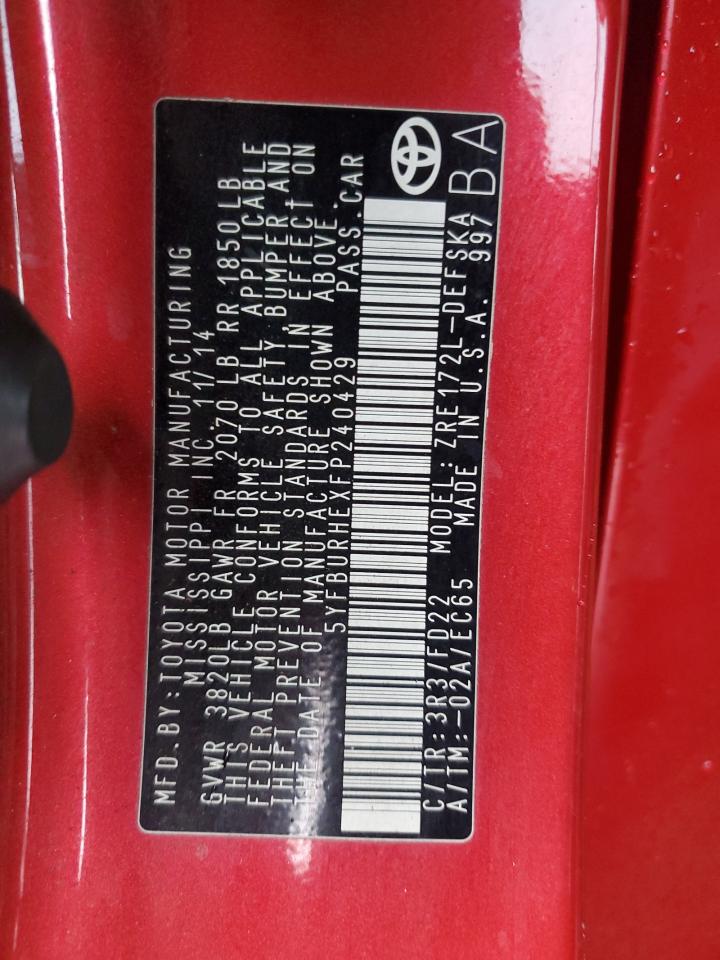 MFD.BY:TOYOTA MOTOR MANUFACTURING
MISSISSIPPI INC. 11/14
GVWR 3820LB GAWR FR 2070LB RR 1850LB
THIS VEHICLE CONFORMS TO ALL APPLICABLE
FEDERAL MOTOR VEHICLE SAFETY, BUMPER AND
THEFT PREVENTION STANDARDS IN EFFECT ON
THE DATE OF MANUFACTURE SHOWN ABOVE.
5YFBURHEXFP240429 PASS.CAR
C/TR:3R3/FD22 MODEL:ZRE172L-DEFSKA
A/TM:-02A/EC65 MADE IN U.S.A. 997 BA